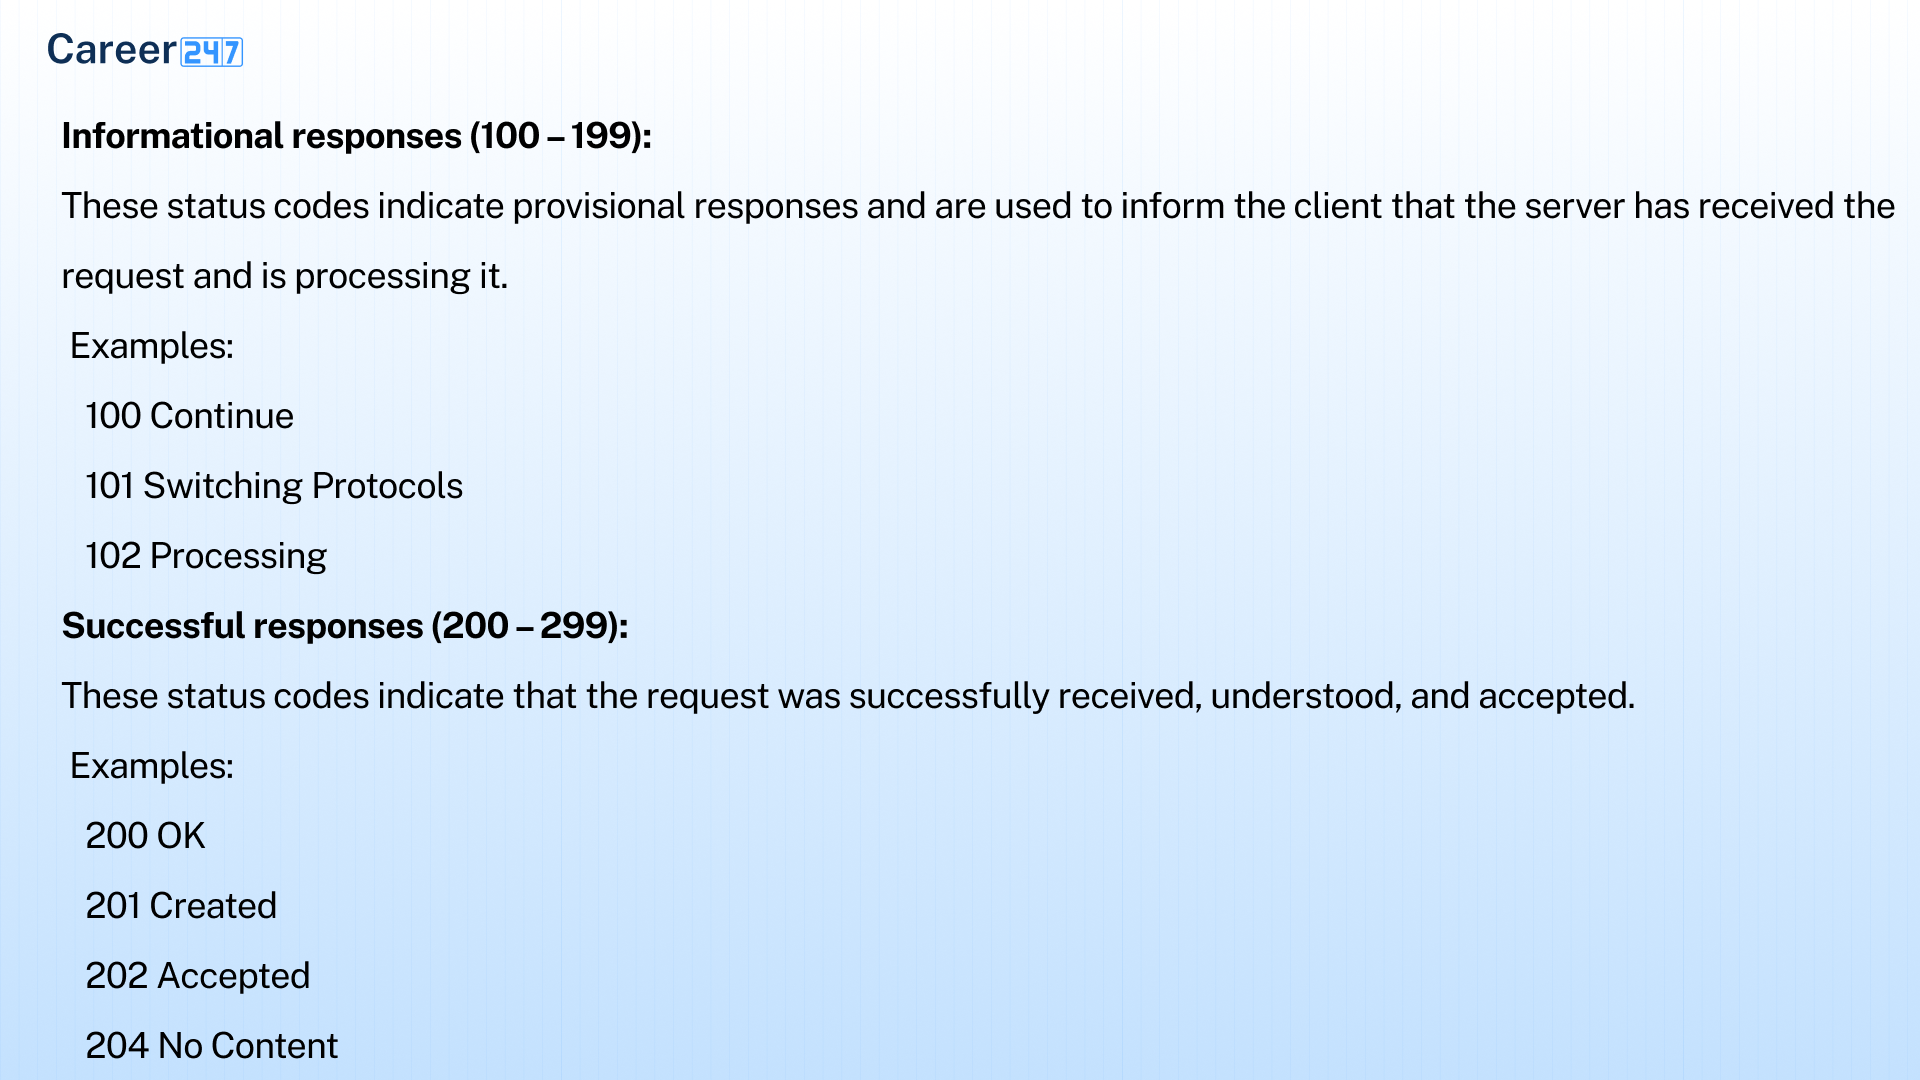 Career247
Informational responses (100 – 199):
These status codes indicate provisional responses and are used to inform the client that the server has received the
request and is processing it.
Examples:
100 Continue
101 Switching Protocols
102 Processing
Successful responses (200 – 299):
These status codes indicate that the request was successfully received, understood, and accepted.
Examples:
200 OK
201 Created
202 Accepted
204 No Content